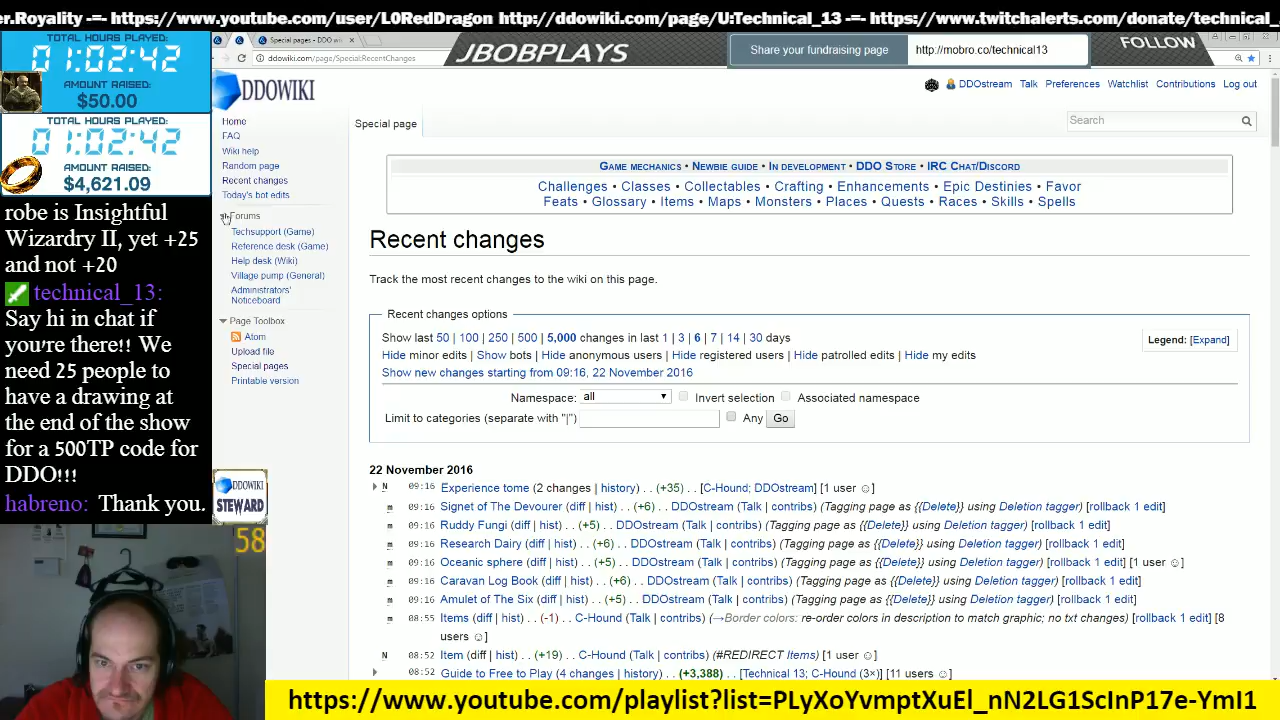 er.Royality -=- https://www.youtube.com/user/L0RedDragon http://ddowiki.com/page/U:Technical_13 -=- https://www.twitchalerts.com/donate/technical_
TOTAL HOURS PLAYED:
01:02:42
AMOUNT RAISED:
$50.00
TOTAL HOURS PLAYED:
01:02:42
AMOUNT RAISED:
$4,621.09
robe is Insightful
Wizardry II, yet +25
and not +20
technical_13:
Say hi in chat if
you're there!! We
need 25 people to
have a drawing at
the end of the show
for a 500TP code for
DDO!!!
habreno: Thank you.
58
Special pages - DDO wi
ddowiki.com/page/Special:RecentChanges
JBOBPLAYS
Share your fundraising page http://mobro.co/technical13
FOLLOW
DDOWIKI
DDOstream Talk Preferences Watchlist Contributions Log out
Special page
Search
Home
FAQ
Wiki help
Random page
Recent changes
Today's bot edits
Forums
Techsupport (Game)
Reference desk (Game)
Help desk (Wiki)
Village pump (General)
Administrators'
Noticeboard
Page Toolbox
Atom
Upload file
Special pages
Printable version
DDOWIKI
STEWARD
Game mechanics • Newbie guide • In development • DDO Store • IRC Chat/Discord
Challenges • Classes • Collectables • Crafting • Enhancements • Epic Destinies • Favor
Feats • Glossary • Items • Maps • Monsters • Places • Quests • Races • Skills • Spells
Recent changes
Track the most recent changes to the wiki on this page.
Recent changes options
Show last 50 | 100 | 250 | 500 | 5,000 changes in last 1 | 3 | 6 | 7 | 14 | 30 days
Legend: [Expand]
Hide minor edits | Show bots | Hide anonymous users | Hide registered users | Hide patrolled edits | Hide my edits
Show new changes starting from 09:16, 22 November 2016
Namespace: all Invert selection Associated namespace
Limit to categories (separate with "|") Any Go
22 November 2016
N 09:16 Experience tome (2 changes | history) . . (+35) . . [C-Hound; DDOstream] [1 user ☺]
m 09:16 Signet of The Devourer (diff | hist) . . (+6) . . DDOstream (Talk | contribs) (Tagging page as {{Delete}} using Deletion tagger) [rollback 1 edit]
m 09:16 Ruddy Fungi (diff | hist) . . (+5) . . DDOstream (Talk | contribs) (Tagging page as {{Delete}} using Deletion tagger) [rollback 1 edit]
m 09:16 Research Dairy (diff | hist) . . (+6) . . DDOstream (Talk | contribs) (Tagging page as {{Delete}} using Deletion tagger) [rollback 1 edit]
m 09:16 Oceanic sphere (diff | hist) . . (+5) . . DDOstream (Talk | contribs) (Tagging page as {{Delete}} using Deletion tagger) [rollback 1 edit] [1 user ☺]
m 09:16 Caravan Log Book (diff | hist) . . (+6) . . DDOstream (Talk | contribs) (Tagging page as {{Delete}} using Deletion tagger) [rollback 1 edit]
m 09:16 Amulet of The Six (diff | hist) . . (+5) . . DDOstream (Talk | contribs) (Tagging page as {{Delete}} using Deletion tagger) [rollback 1 edit]
m 08:55 Items (diff | hist) . . (-1) . . C-Hound (Talk | contribs) (→Border colors: re-order colors in description to match graphic; no txt changes) [rollback 1 edit] [8
users ☺]
N 08:52 Item (diff | hist) . . (+19) . . C-Hound (Talk | contribs) (#REDIRECT Items) [1 user ☺]
08:52 Guide to Free to Play (4 changes | history) . . (+3,388) . . [Technical 13; C-Hound (3×)] [11 users ☺]
https://www.youtube.com/playlist?list=PLyXoYvmptXuEl_nN2LG1ScInP17e-YmI1